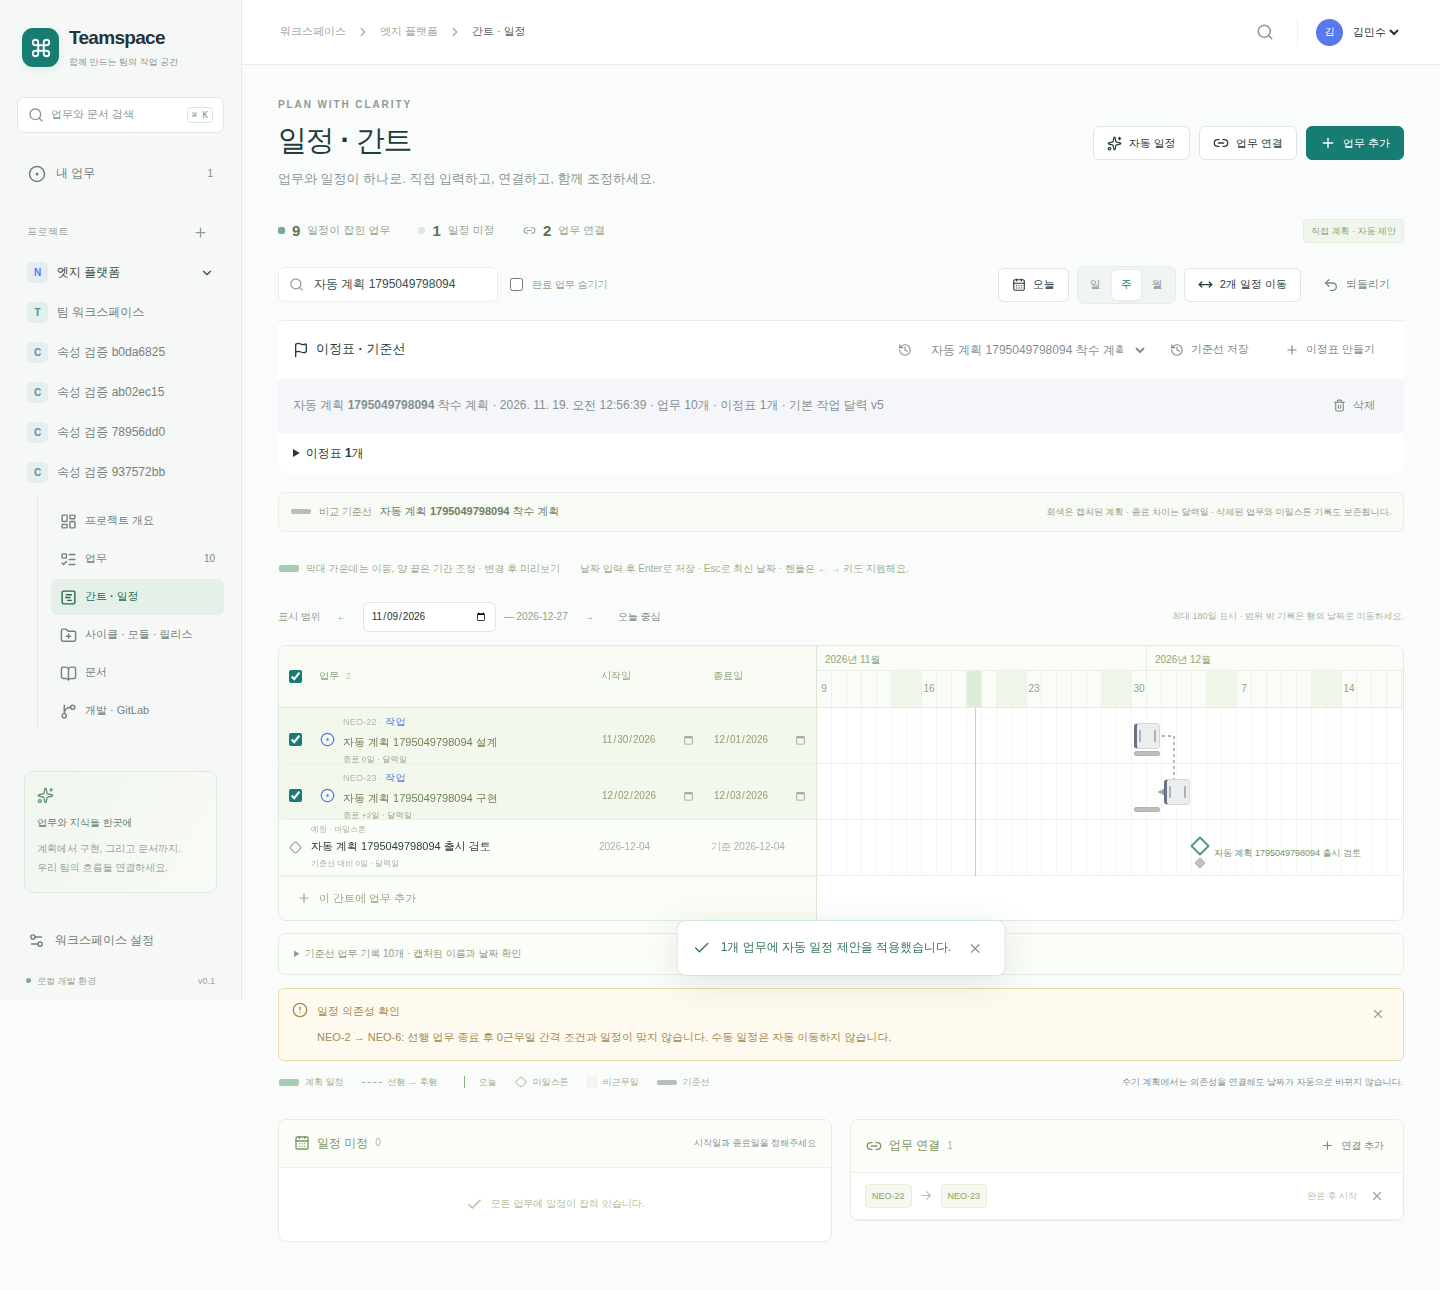 Teamspace
함께 만드는 팀의 작업 공간
업무와 문서 검색
⌘ K
내 업무
1
프로젝트
N 엣지 플랫폼
T 팀 워크스페이스
C 속성 검증 b0da6825
C 속성 검증 ab02ec15
C 속성 검증 78956dd0
C 속성 검증 937572bb
프로젝트 개요
업무 10
간트 · 일정
사이클 · 모듈 · 릴리스
문서
개발 · GitLab
업무와 지식을 한곳에
계획에서 구현, 그리고 문서까지.
우리 팀의 흐름을 연결하세요.
워크스페이스 설정
로컬 개발 환경 v0.1
워크스페이스 엣지 플랫폼 간트 · 일정
김 김민수
PLAN WITH CLARITY
일정 · 간트
업무와 일정이 하나로. 직접 입력하고, 연결하고, 함께 조정하세요.
자동 일정
업무 연결
업무 추가
9 일정이 잡힌 업무 1 일정 미정 2 업무 연결
직접 계획 · 자동 제안
자동 계획 1795049798094
완료 업무 숨기기
오늘
일 주 월
2개 일정 이동
되돌리기
이정표 · 기준선
자동 계획 1795049798094 착수 계획
기준선 저장
이정표 만들기
자동 계획 1795049798094 착수 계획 · 2026. 11. 19. 오전 12:56:39 · 업무 10개 · 이정표 1개 · 기본 작업 달력 v5
삭제
이정표 1개
비교 기준선 자동 계획 1795049798094 착수 계획
회색은 캡처된 계획 · 종료 차이는 달력일 · 삭제된 업무와 마일스톤 기록도 보존됩니다.
막대 가운데는 이동, 양 끝은 기간 조정 · 변경 후 미리보기 날짜 입력 후 Enter로 저장 · Esc로 최신 날짜 · 핸들은 ← → 키도 지원해요.
표시 범위 ← 11/09/2026 — 2026-12-27 → 오늘 중심
최대 180일 표시 · 범위 밖 기록은 행의 날짜로 이동하세요.
업무 2 시작일 종료일
2026년 11월 2026년 12월
9 16 23 30 7 14
NEO-22 · 작업
자동 계획 1795049798094 설계
종료 0일 · 달력일
11/30/2026 12/01/2026
NEO-23 · 작업
자동 계획 1795049798094 구현
종료 +2일 · 달력일
12/02/2026 12/03/2026
예정 · 마일스톤
자동 계획 1795049798094 출시 검토
기준선 대비 0일 · 달력일
2026-12-04 기준 2026-12-04
자동 계획 1795049798094 출시 검토
이 간트에 업무 추가
1개 업무에 자동 일정 제안을 적용했습니다.
기준선 업무 기록 10개 · 캡처된 이름과 날짜 확인
일정 의존성 확인
NEO-2 → NEO-6: 선행 업무 종료 후 0근무일 간격 조건과 일정이 맞지 않습니다. 수동 일정은 자동 이동하지 않습니다.
계획 일정 선행 → 후행 오늘 마일스톤 비근무일 기준선
수기 계획에서는 의존성을 연결해도 날짜가 자동으로 바뀌지 않습니다.
일정 미정 0
시작일과 종료일을 정해주세요
모든 업무에 일정이 잡혀 있습니다.
업무 연결 1
연결 추가
NEO-22 → NEO-23
완료 후 시작